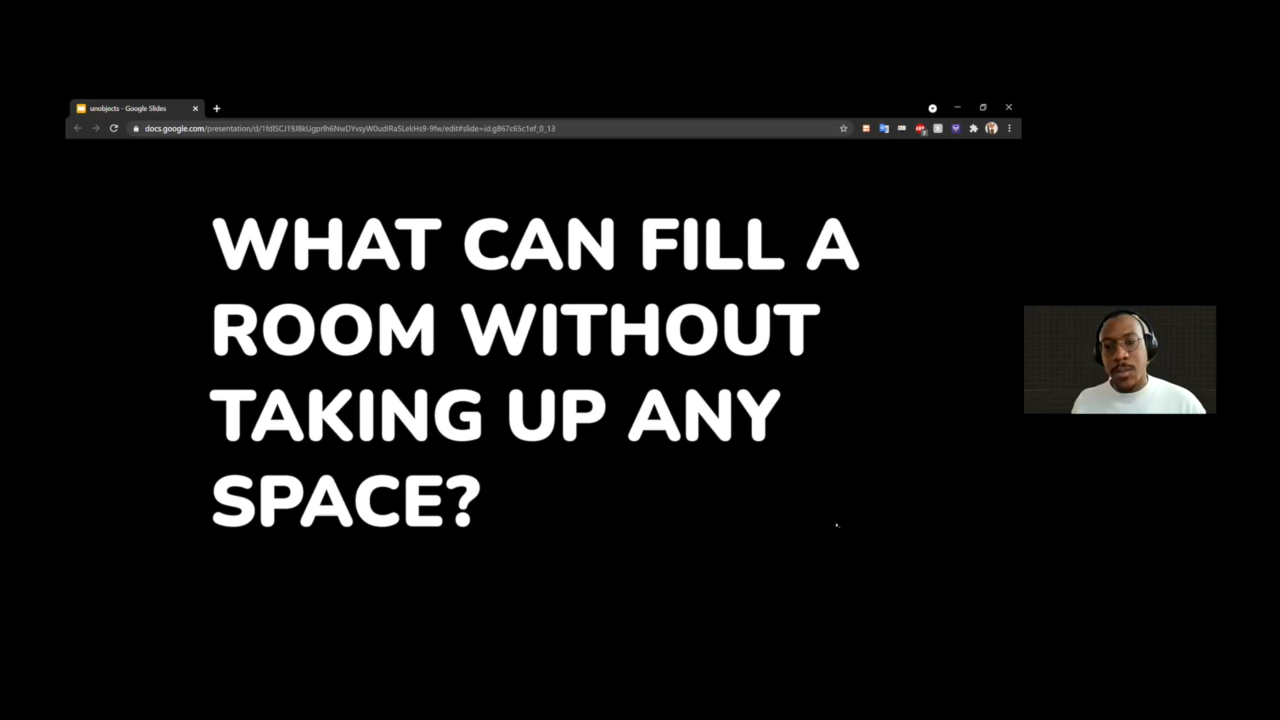 unobjects - Google Slides
docs.google.com/presentation/d/1fdlSCJ19J8kUgprlh6NwDYvsyW0udIRa5LekHs9-9fw/edit#slide=id.g867c65c1ef_0_13
WHAT CAN FILL A
ROOM WITHOUT
TAKING UP ANY
SPACE?